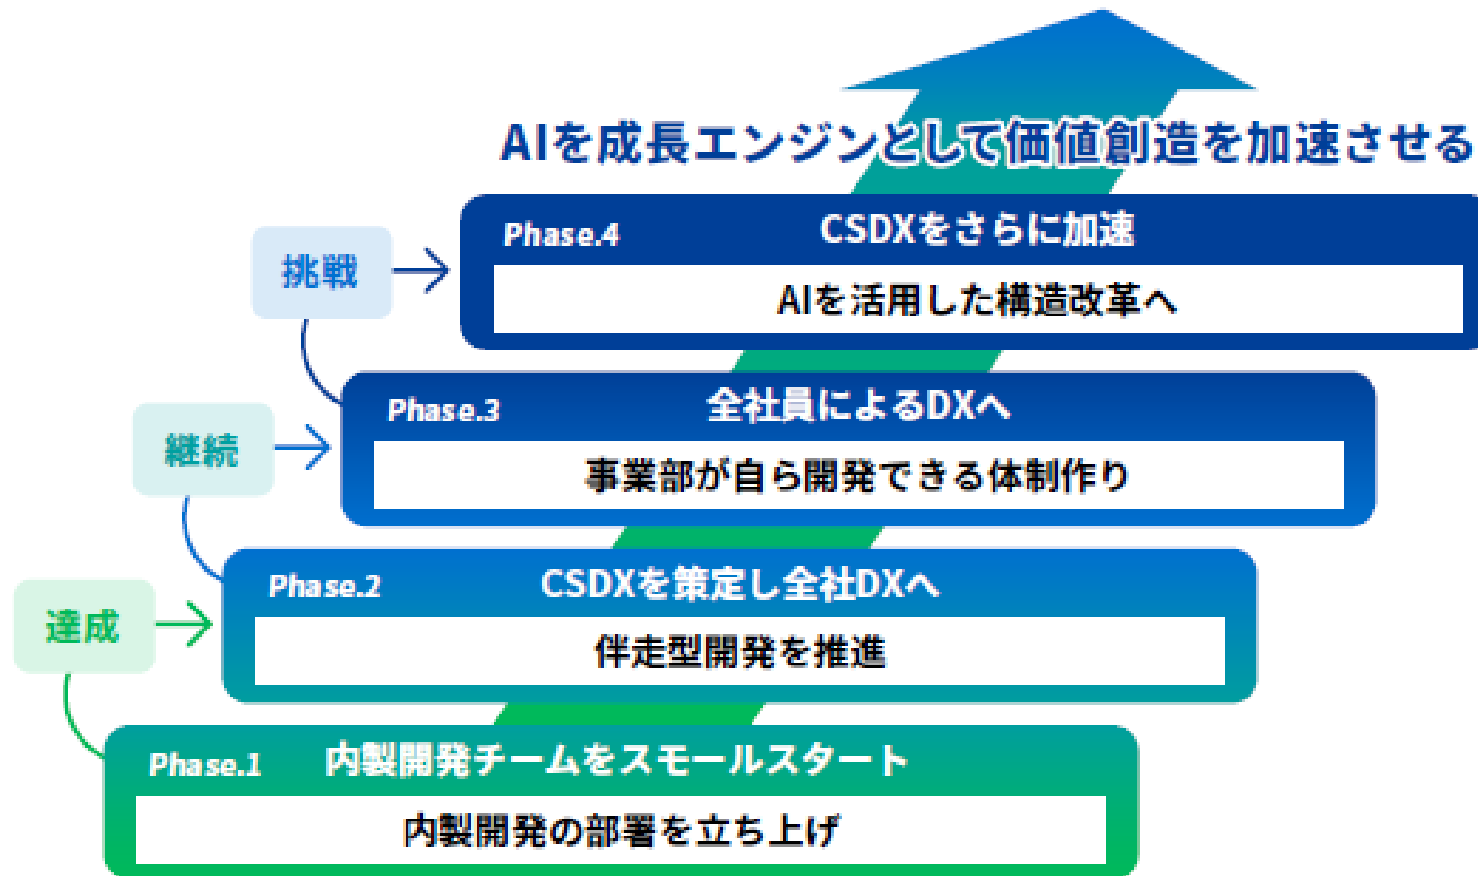 AIを成長エンジンとして価値創造を加速させる
Phase.4 CSDXをさらに加速
AIを活用した構造改革へ
挑戦
Phase.3 全社員によるDXへ
事業部が自ら開発できる体制作り
継続
Phase.2 CSDXを策定し全社DXへ
伴走型開発を推進
達成
Phase.1 内製開発チームをスモールスタート
内製開発の部署を立ち上げ